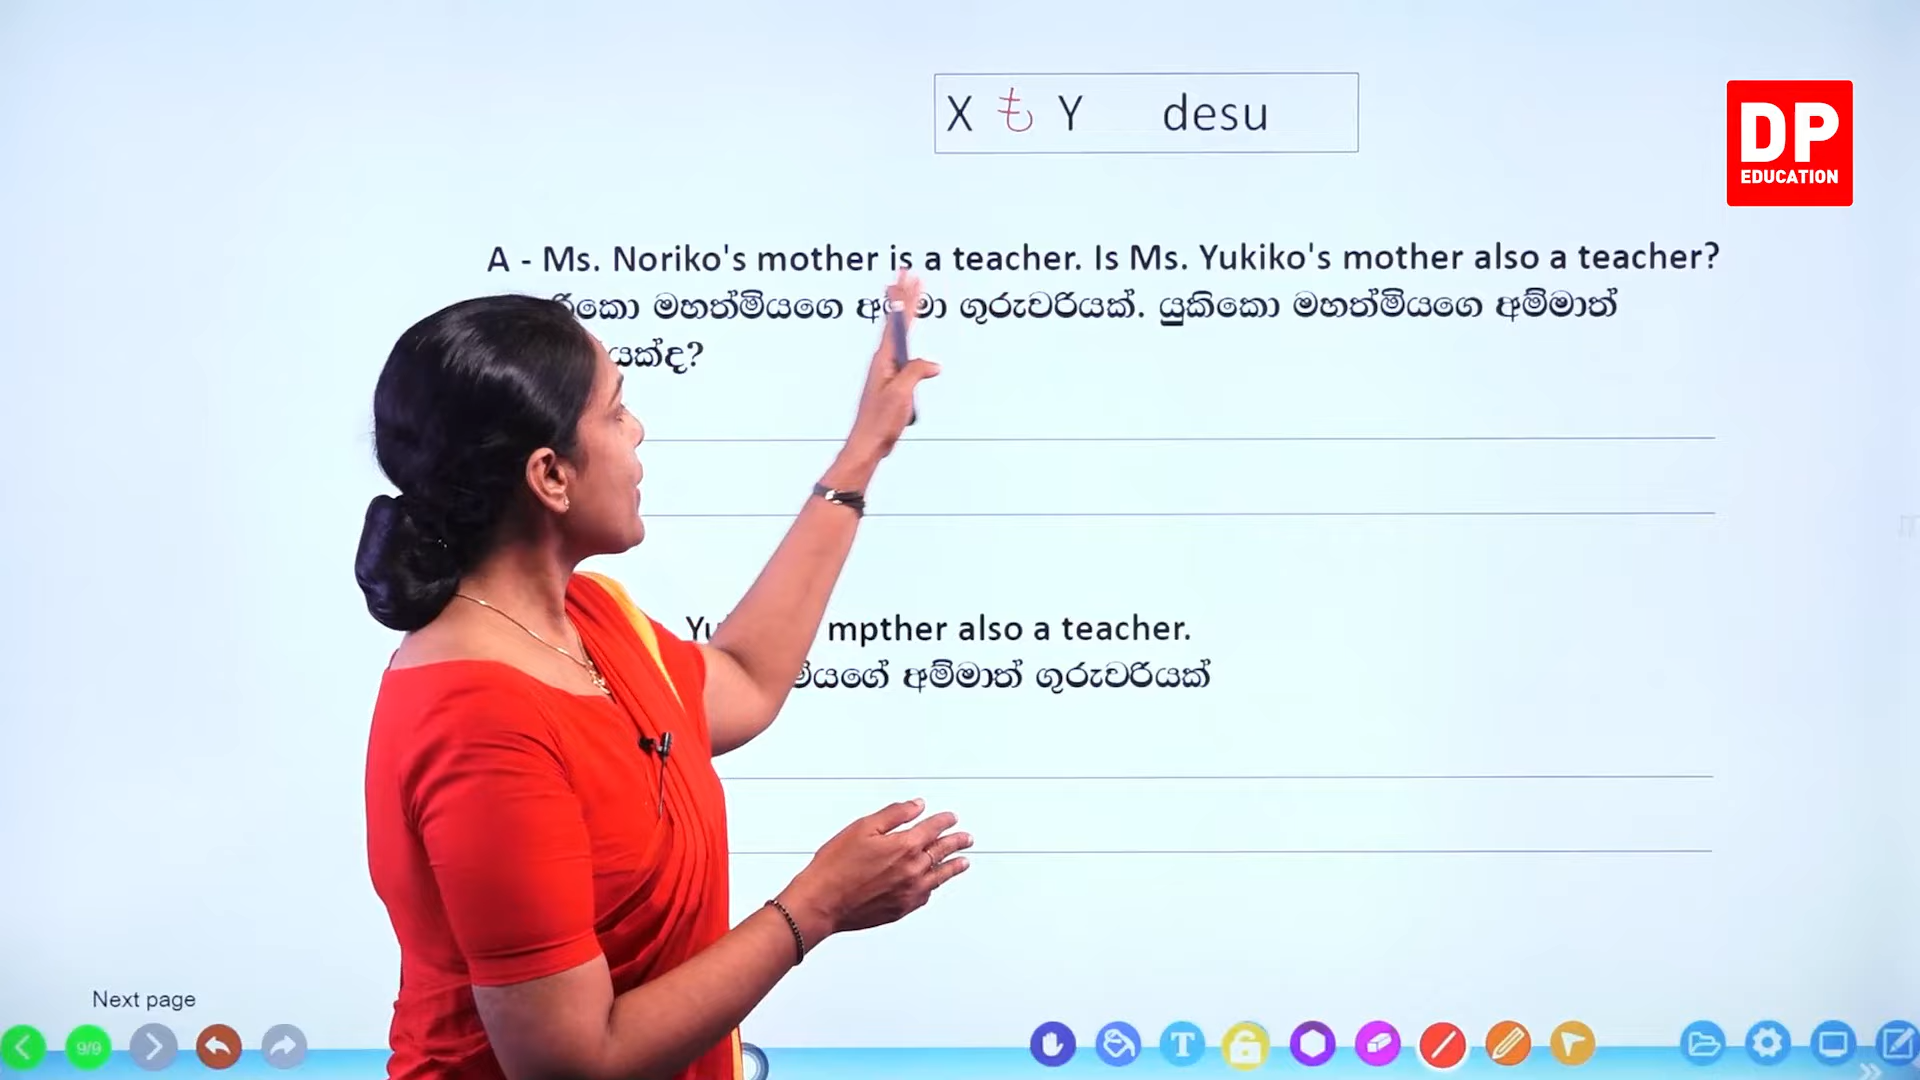 X も Y desu
DP
EDUCATION
A - Ms. Noriko's mother is a teacher. Is Ms. Yukiko's mother also a teacher?
මහත්මියගෙ අම්මා ගුරුවරියක්. යුකිකො මහත්මියගෙ අම්මාත්
mpther also a teacher.
අම්මාත් ගුරුවරියක්
Next page
9/9
T